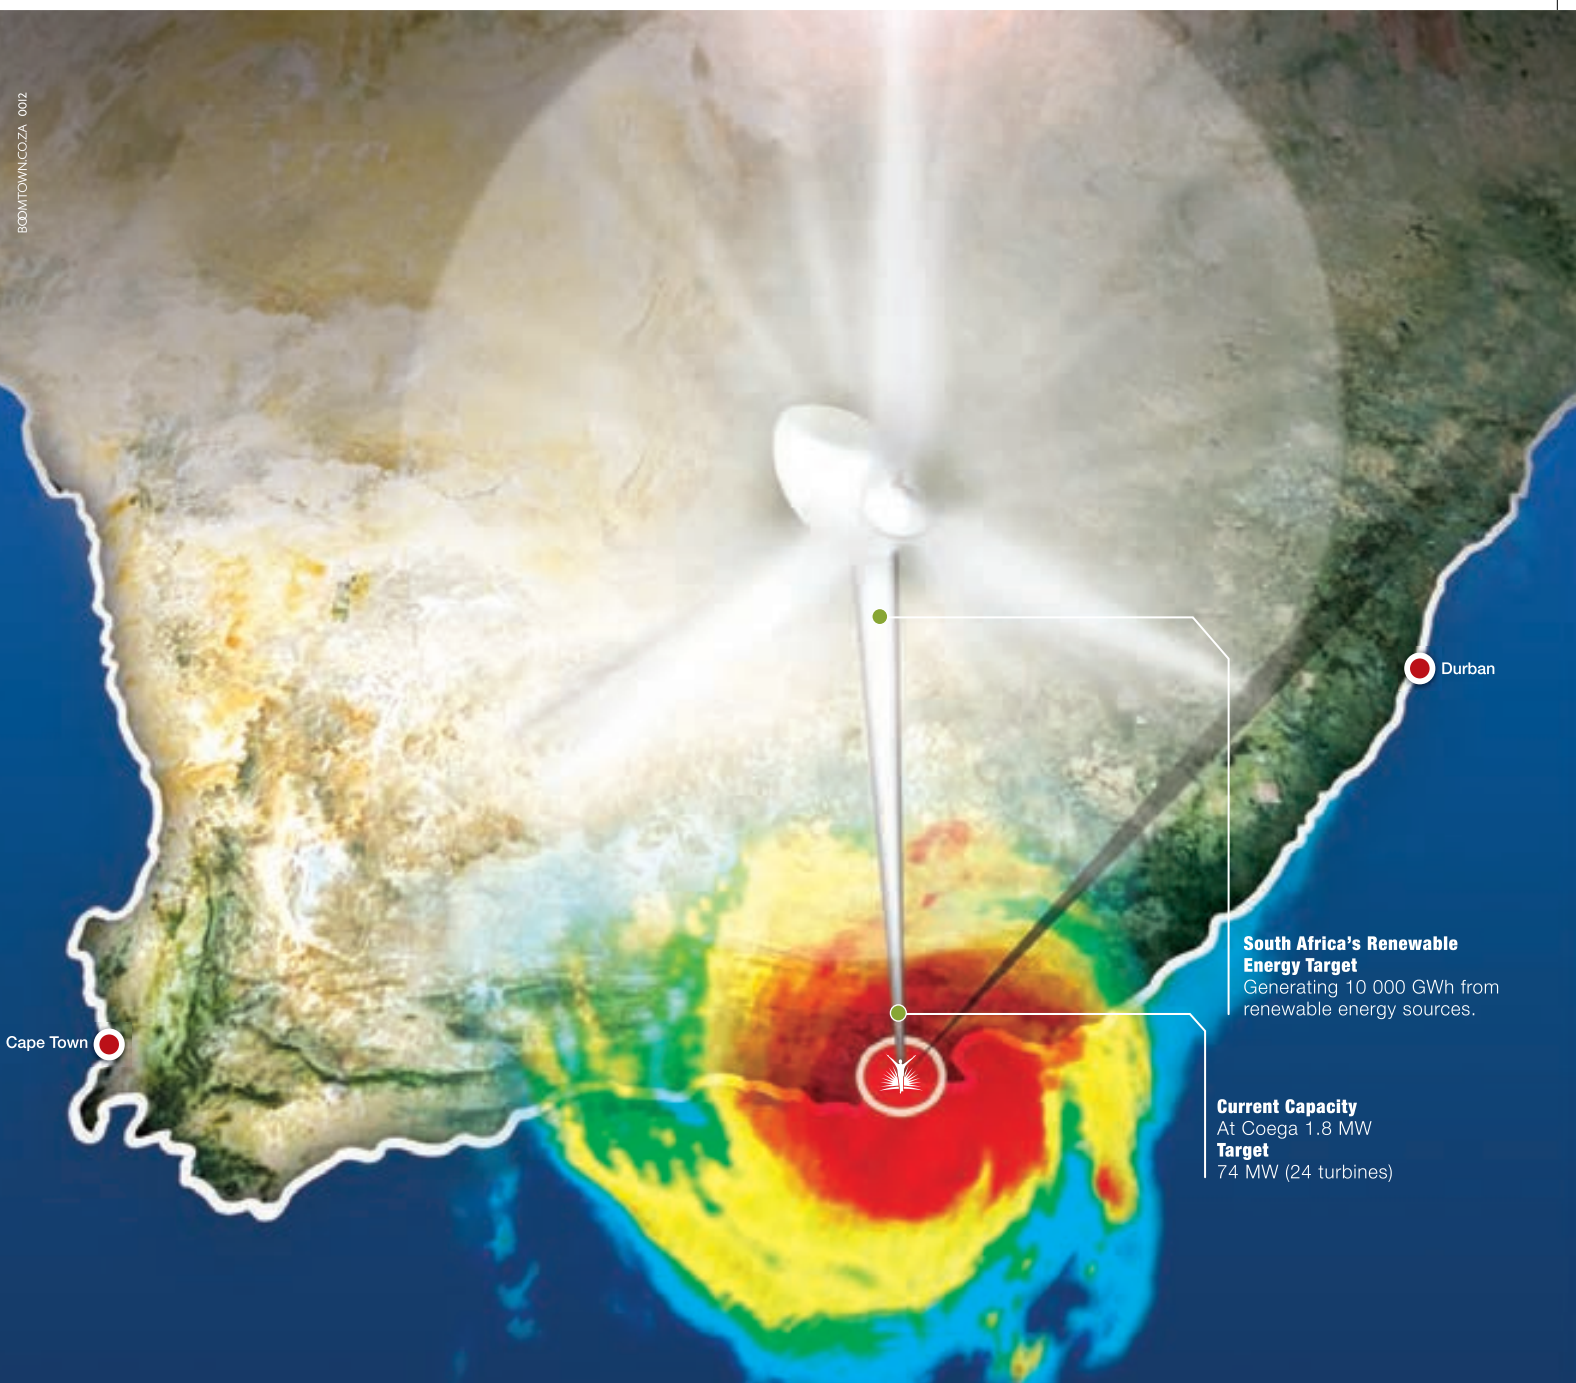 BOOMTOWN.CO.ZA 0012
Durban
South Africa's Renewable
Energy Target
Generating 10 000 GWh from
renewable energy sources.
Cape Town
Current Capacity
At Coega 1.8 MW
Target
74 MW (24 turbines)